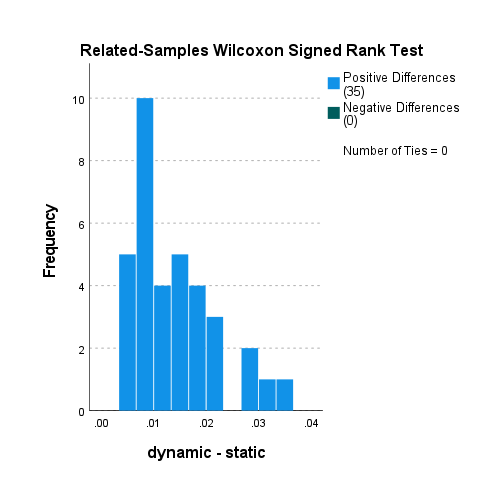 Related-Samples Wilcoxon Signed Rank Test
Positive Differences
(35)
Negative Differences
(0)
Number of Ties = 0
Frequency
10
8
6
4
2
0
.00 .01 .02 .03 .04
dynamic - static